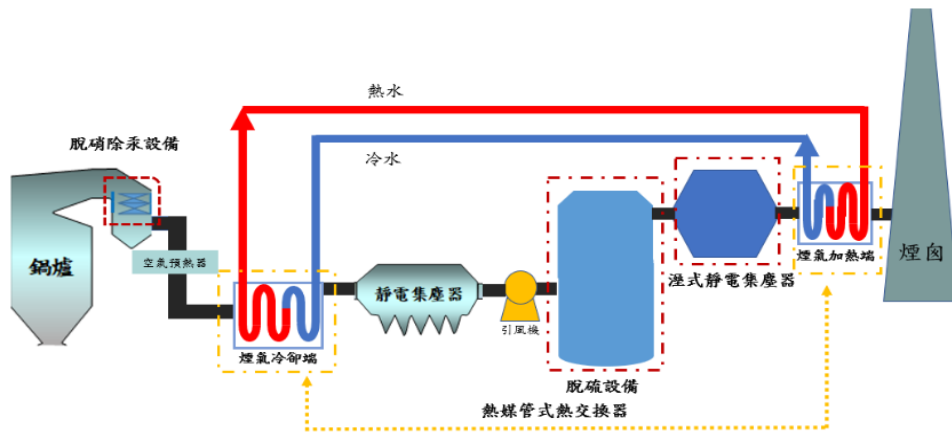 熱水
冷水
脫硝除汞設備
鍋爐
空氣預熱器
煙氣冷卻端
靜電集塵器
引風機
脫硫設備
溼式靜電集塵器
煙氣加熱端
煙囪
熱媒管式熱交換器